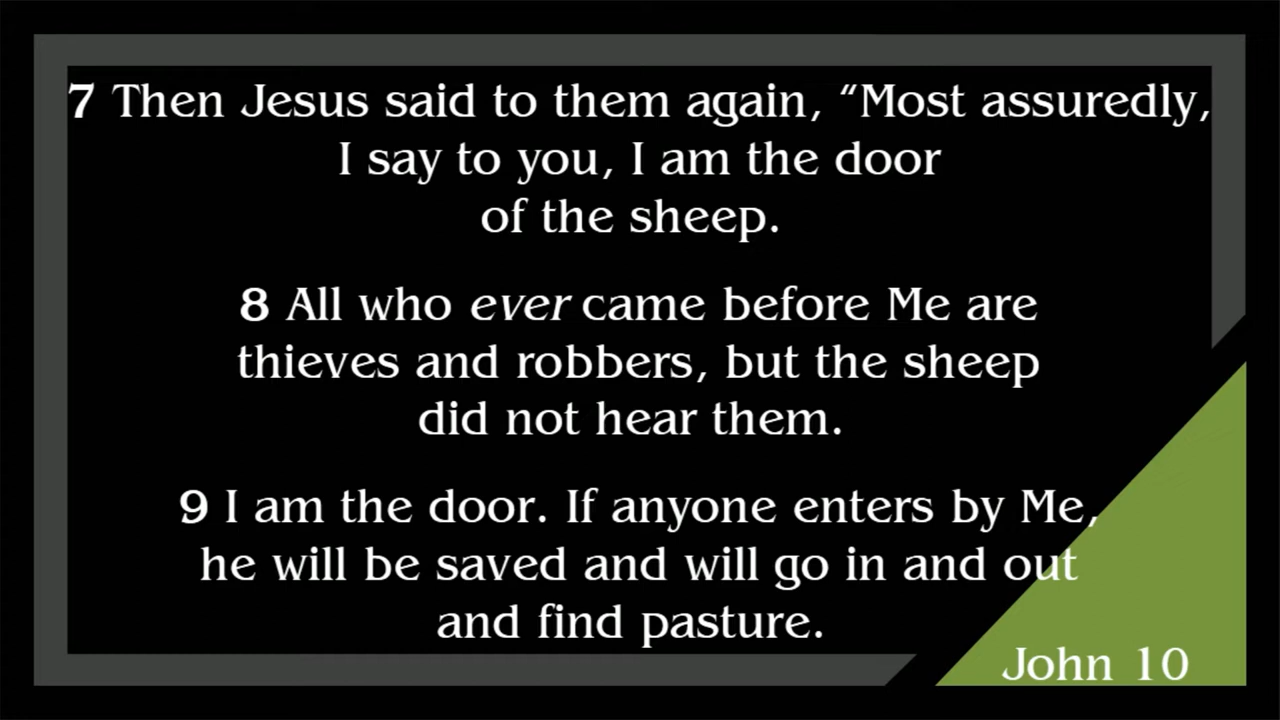 7 Then Jesus said to them again, “Most assuredly,
I say to you, I am the door
of the sheep.
8 All who ever came before Me are
thieves and robbers, but the sheep
did not hear them.
9 I am the door. If anyone enters by Me,
he will be saved and will go in and out
and find pasture.
John 10